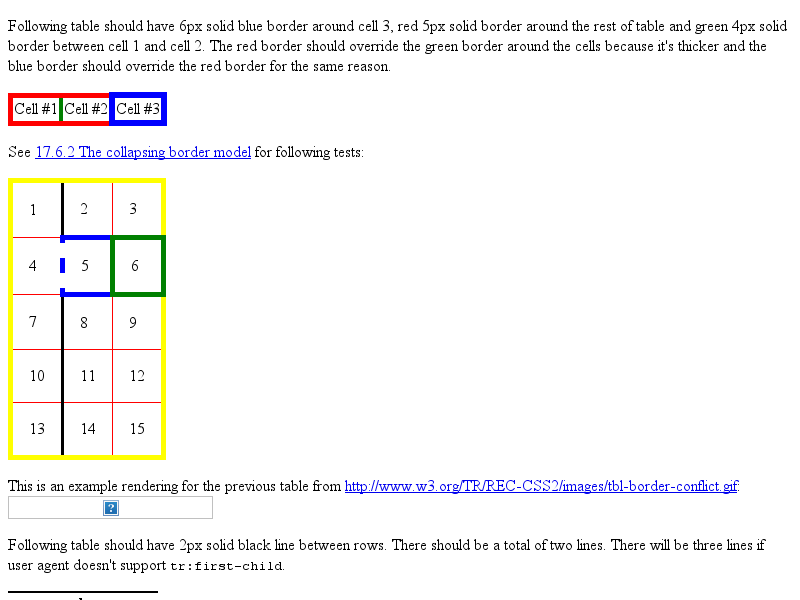 Following table should have 6px solid blue border around cell 3, red 5px solid border around the rest of table and green 4px solid
border between cell 1 and cell 2. The red border should override the green border around the cells because it's thicker and the
blue border should override the red border for the same reason.
Cell #1 Cell #2 Cell #3
See 17.6.2 The collapsing border model for following tests:
1 2 3
4 5 6
7 8 9
10 11 12
13 14 15
This is an example rendering for the previous table from http://www.w3.org/TR/REC-CSS2/images/tbl-border-conflict.gif:
?
Following table should have 2px solid black line between rows. There should be a total of two lines. There will be three lines if
user agent doesn't support tr:first-child.